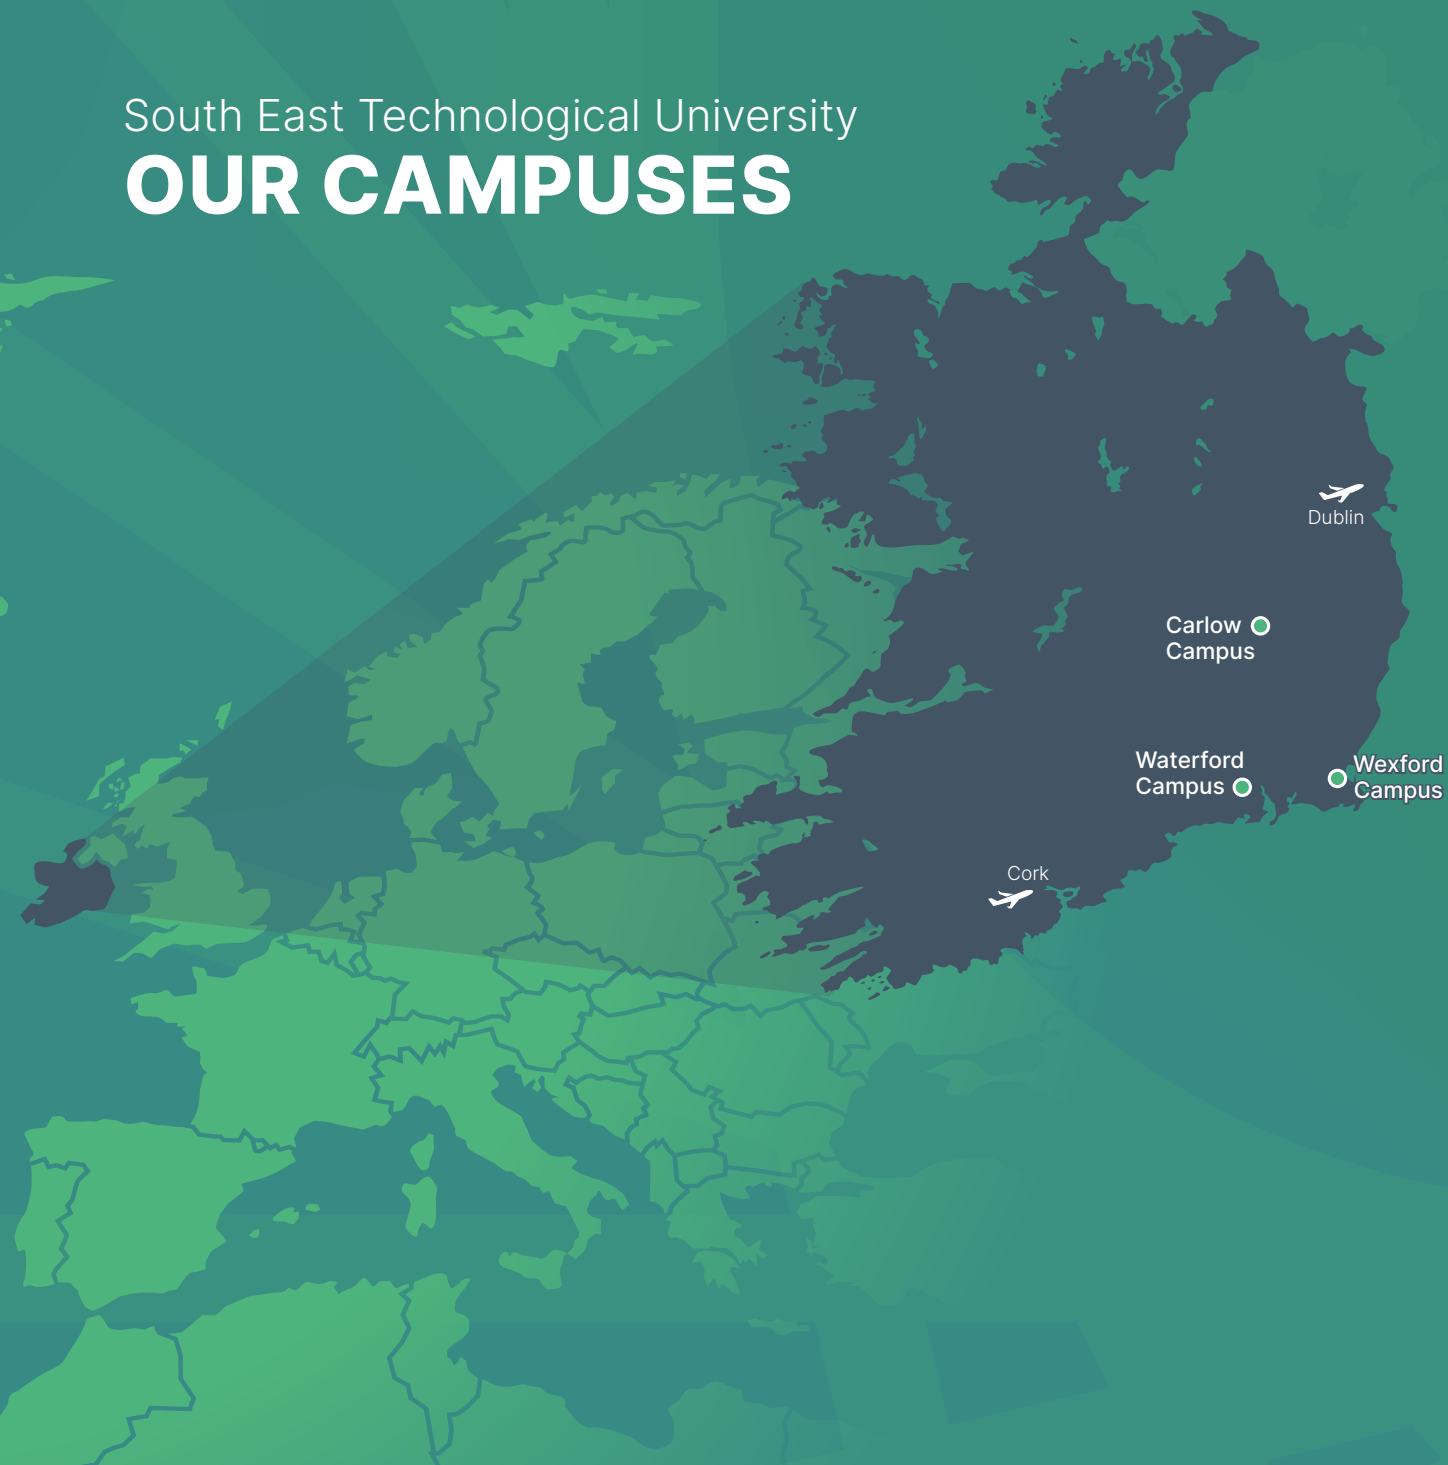 South East Technological University
OUR CAMPUSES
Dublin
Carlow
Campus
Waterford
Campus
Wexford
Campus
Cork